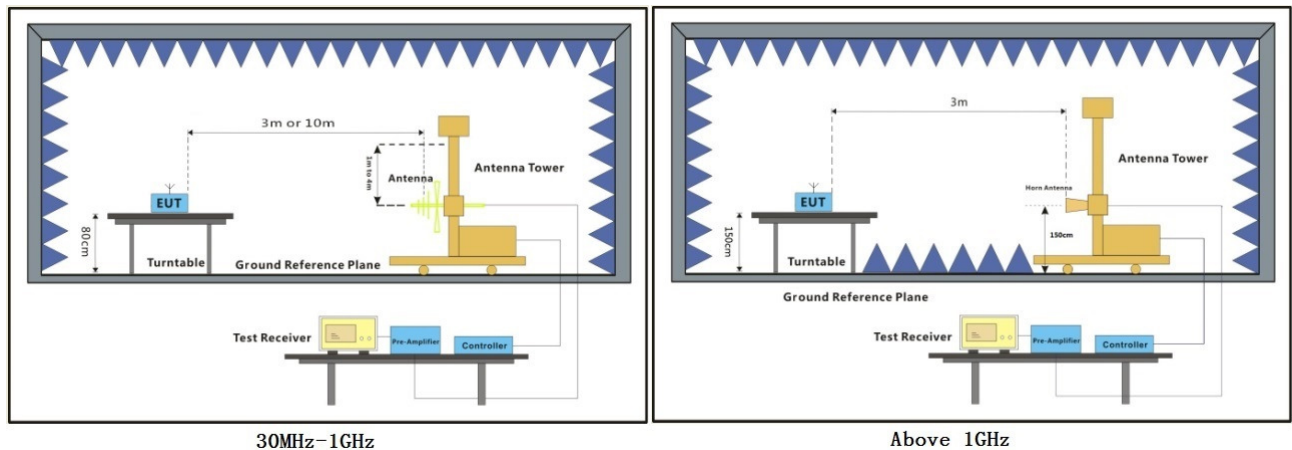 3m or 10m
1m to 4m
Antenna
Antenna Tower
EUT
80cm
Turntable
Ground Reference Plane
Test Receiver
Pre-Amplifier
Controller
30MHz-1GHz
3m
Antenna Tower
Horn Antenna
EUT
150cm
150cm
Turntable
Ground Reference Plane
Test Receiver
Pre-Amplifier
Controller
Above 1GHz